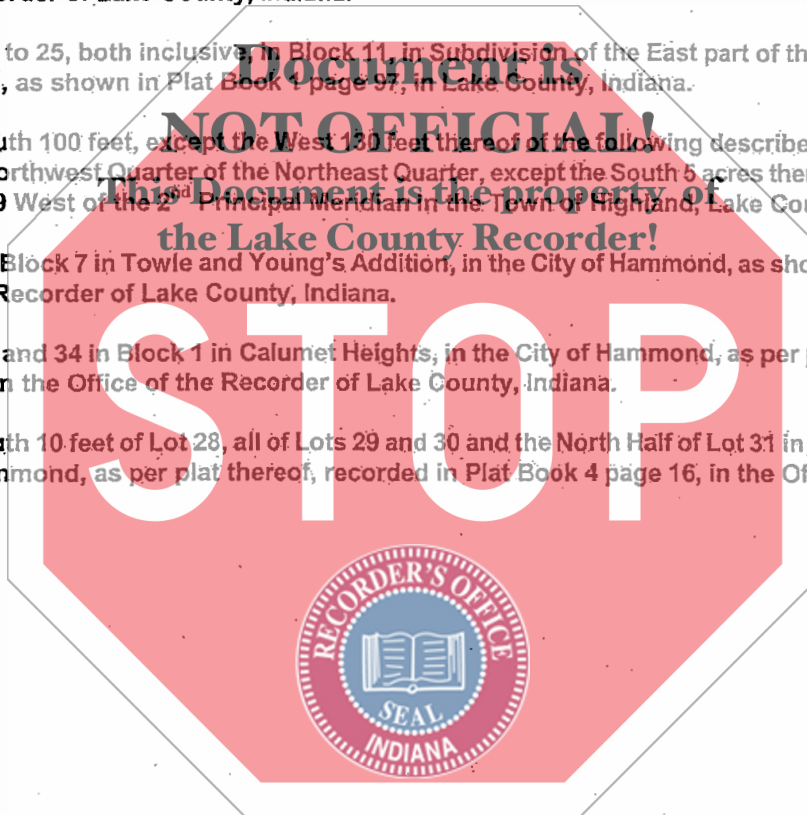 to 25, both inclusive, in Block 11, in Subdivision of the East part of th
, as shown in Plat Book 1 page 97, in Lake County, Indiana.
Document is
uth 100 feet, except the West 130 feet thereof of the following describe
NOT OFFICIAL!
orthwest Quarter of the Northeast Quarter, except the South 5 acres ther
9 West of the 2nd Principal Meridian in the Town of Highland, Lake Cou
This Document is the property of
the Lake County Recorder!
Block 7 in Towle and Young's Addition, in the City of Hammond, as sho
Recorder of Lake County, Indiana.
and 34 in Block 1 in Calumet Heights, in the City of Hammond, as per
n the Office of the Recorder of Lake County, Indiana.
STOP
uth 10 feet of Lot 28, all of Lots 29 and 30 and the North Half of Lot 31 in
nmond, as per plat thereof, recorded in Plat Book 4 page 16, in the Of
RECORDER'S OFFICE
SEAL
INDIANA